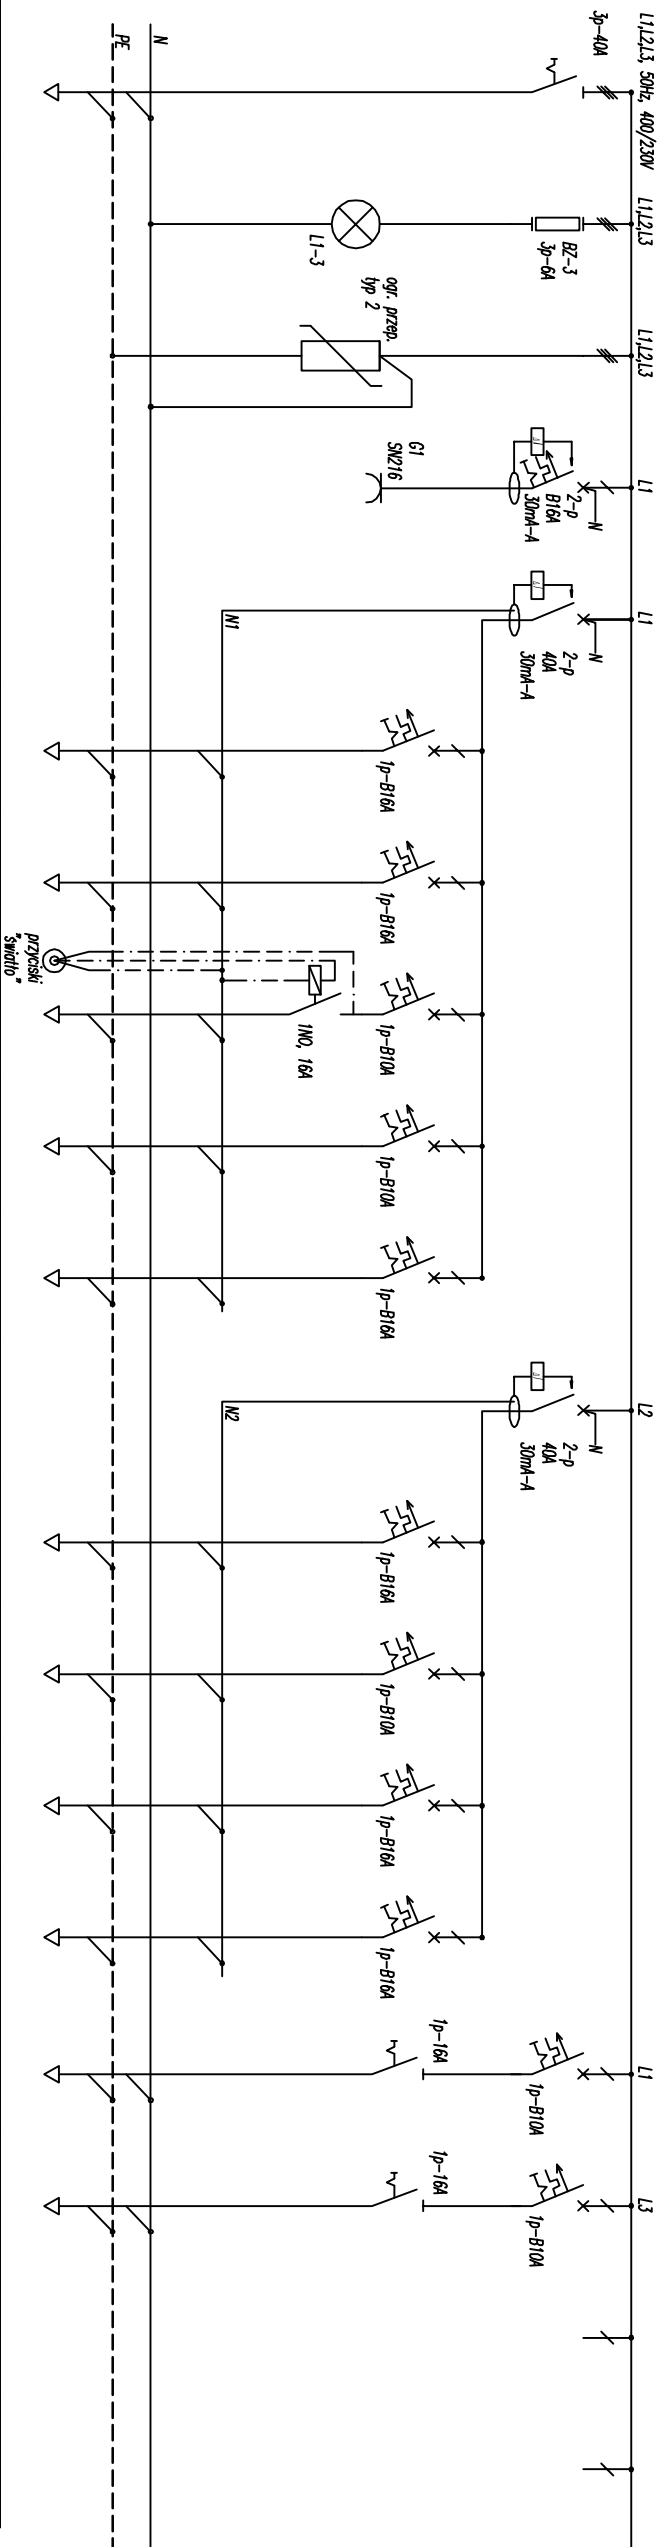 L1,L2,L3, 50Hz, 400/230V
3p-40A
N
PE
L1,L2,L3
BZ-3
3p-6A
L1-3
L1,L2,L3
ogr. przep.
typ 2
L1
N
2-p
B16A
30mA-A
G1
SN216
L1
N
2-p
40A
30mA-A
N1
1p-B16A
1p-B16A
1p-B10A
1NO, 16A
przyciski
"światło"
1p-B10A
1p-B16A
L2
N
2-p
40A
30mA-A
N2
1p-B16A
1p-B10A
1p-B16A
1p-B16A
L1
1p-B10A
1p-16A
L3
1p-B10A
1p-16A